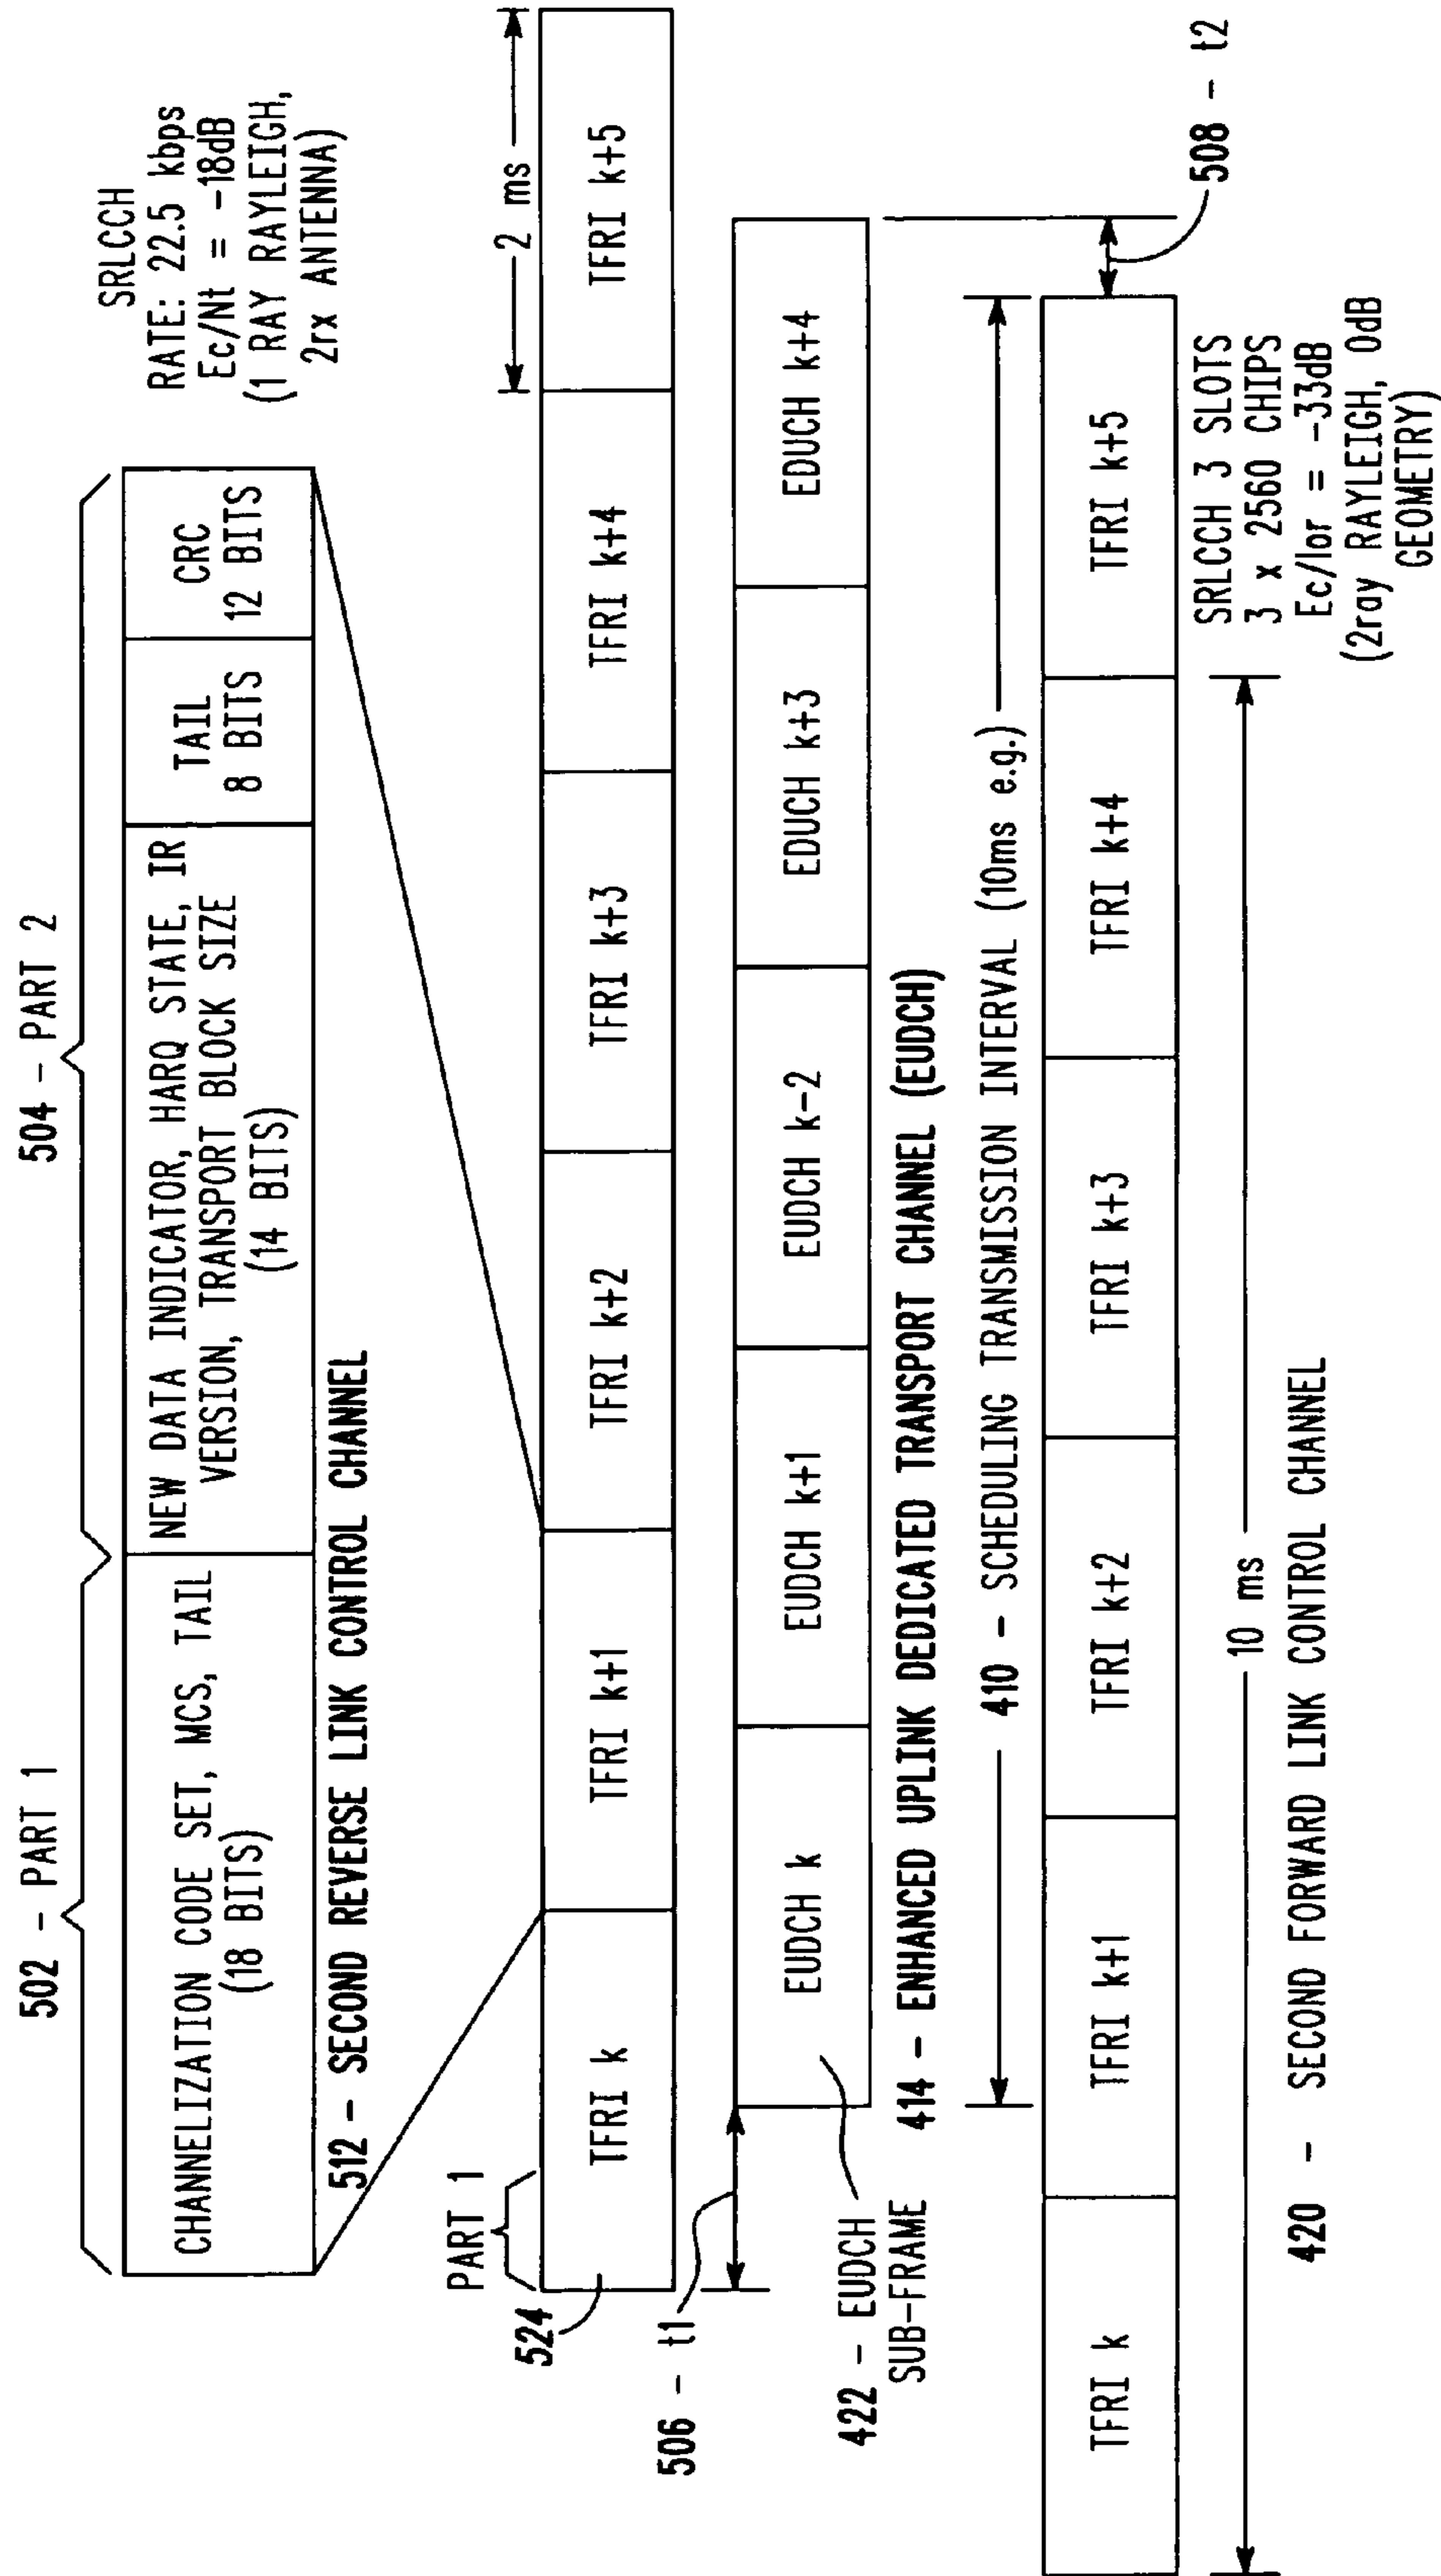 502 - PART 1
504 - PART 2
CHANNELIZATION CODE SET, MCS, TAIL
(18 BITS)
NEW DATA INDICATOR, HARQ STATE, IR
VERSION, TRANSPORT BLOCK SIZE
(14 BITS)
TAIL
8 BITS
CRC
12 BITS
SRLCCH
RATE: 22.5 kbps
Ec/Nt = -18dB
(1 RAY RAYLEIGH,
2rx ANTENNA)
512 - SECOND REVERSE LINK CONTROL CHANNEL
PART 1
524
2 ms
TFRI k
TFRI k+1
TFRI k+2
TFRI k+3
TFRI k+4
TFRI k+5
506 - t1
EUDCH k
EUDCH k+1
EUDCH k-2
EDUCH k+3
EDUCH k+4
422 - EUDCH
SUB-FRAME
414 - ENHANCED UPLINK DEDICATED TRANSPORT CHANNEL (EUDCH)
410 - SCHEDULING TRANSMISSION INTERVAL (10ms e.g.)
508 - t2
TFRI k
TFRI k+1
TFRI k+2
TFRI k+3
TFRI k+4
TFRI k+5
10 ms
SRLCCH 3 SLOTS
3 x 2560 CHIPS
Ec/Ior = -33dB
(2ray RAYLEIGH, 0dB
GEOMETRY)
420 - SECOND FORWARD LINK CONTROL CHANNEL